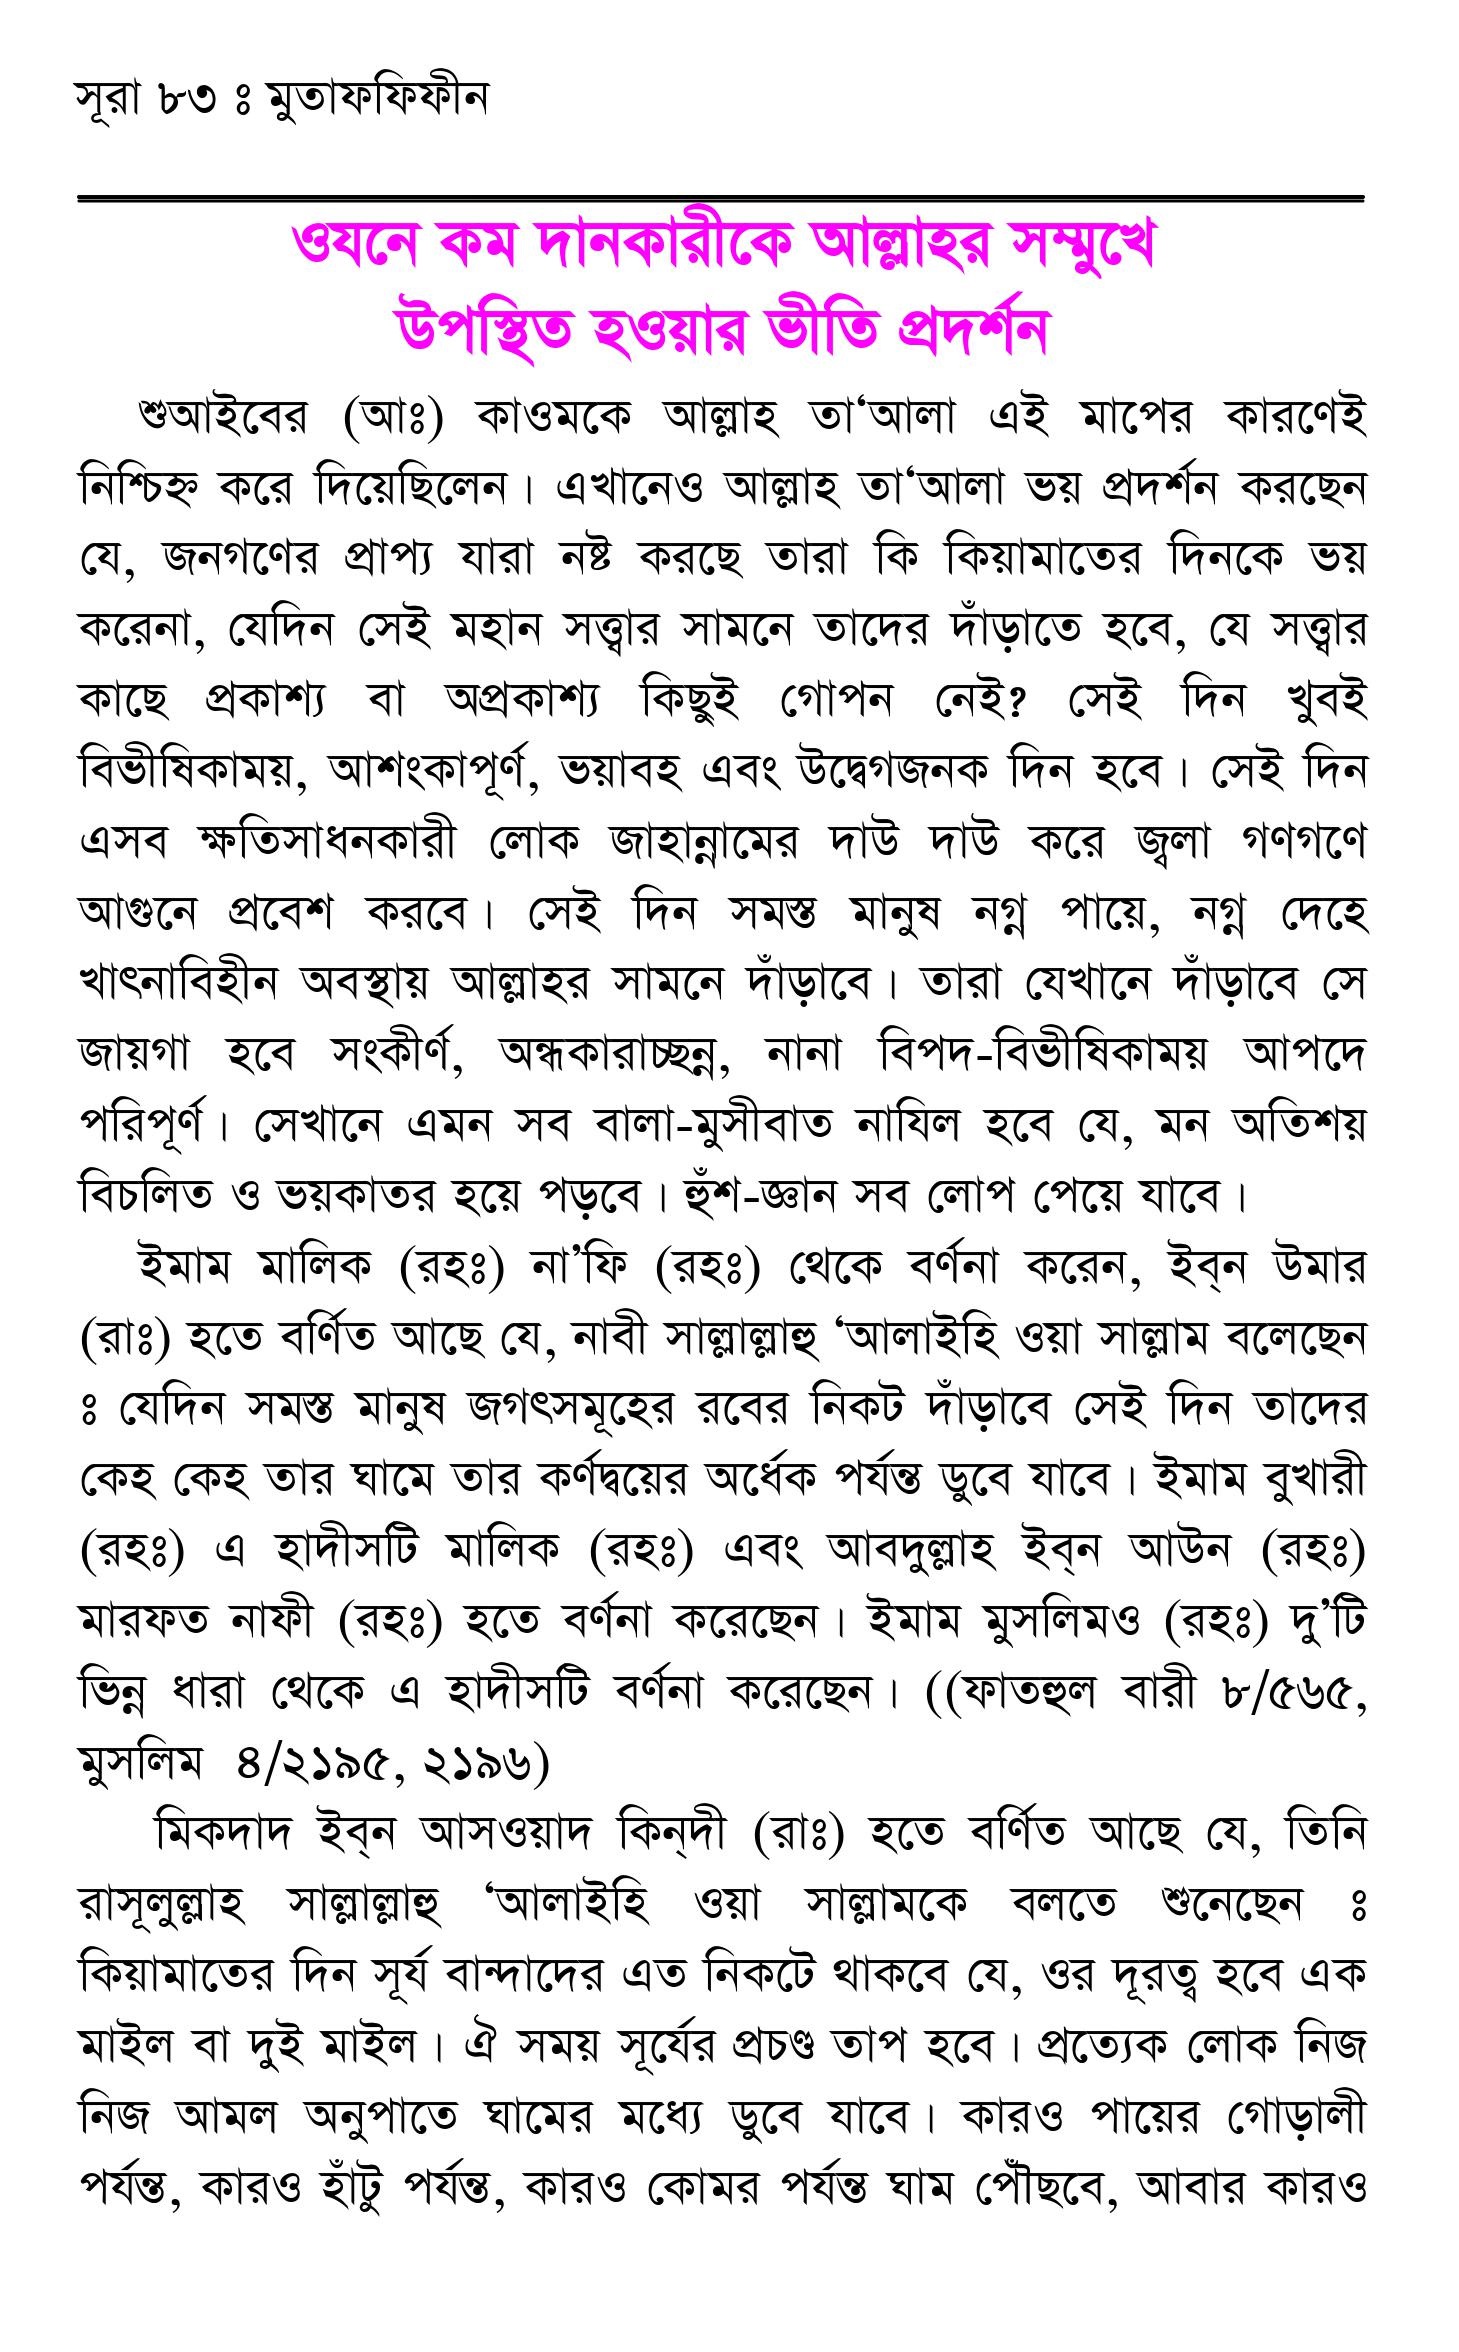 সূরা ৮৩ ঃ মুতাফফিফীন
ওযনে কম দানকারীকে আল্লাহর সম্মুখে
উপস্থিত হওয়ার ভীতি প্রদর্শন
শুআইবের (আঃ) কাওমকে আল্লাহ তা‘আলা এই মাপের কারণেই
নিশ্চিহ্ন করে দিয়েছিলেন। এখানেও আল্লাহ তা‘আলা ভয় প্রদর্শন করছেন
যে, জনগণের প্রাপ্য যারা নষ্ট করছে তারা কি কিয়ামাতের দিনকে ভয়
করেনা, যেদিন সেই মহান সত্ত্বার সামনে তাদের দাঁড়াতে হবে, যে সত্ত্বার
কাছে প্রকাশ্য বা অপ্রকাশ্য কিছুই গোপন নেই? সেই দিন খুবই
বিভীষিকাময়, আশংকাপূর্ণ, ভয়াবহ এবং উদ্বেগজনক দিন হবে। সেই দিন
এসব ক্ষতিসাধনকারী লোক জাহান্নামের দাউ দাউ করে জ্বলা গণগণে
আগুনে প্রবেশ করবে। সেই দিন সমস্ত মানুষ নগ্ন পায়ে, নগ্ন দেহে
খাৎনাবিহীন অবস্থায় আল্লাহর সামনে দাঁড়াবে। তারা যেখানে দাঁড়াবে সে
জায়গা হবে সংকীর্ণ, অন্ধকারাচ্ছন্ন, নানা বিপদ-বিভীষিকাময় আপদে
পরিপূর্ণ। সেখানে এমন সব বালা-মুসীবাত নাযিল হবে যে, মন অতিশয়
বিচলিত ও ভয়কাতর হয়ে পড়বে। হুঁশ-জ্ঞান সব লোপ পেয়ে যাবে।
ইমাম মালিক (রহঃ) না’ফি (রহঃ) থেকে বর্ণনা করেন, ইব্‌ন উমার
(রাঃ) হতে বর্ণিত আছে যে, নাবী সাল্লাল্লাহু ‘আলাইহি ওয়া সাল্লাম বলেছেন
ঃ যেদিন সমস্ত মানুষ জগৎসমূহের রবের নিকট দাঁড়াবে সেই দিন তাদের
কেহ কেহ তার ঘামে তার কর্ণদ্বয়ের অর্ধেক পর্যন্ত ডুবে যাবে। ইমাম বুখারী
(রহঃ) এ হাদীসটি মালিক (রহঃ) এবং আবদুল্লাহ ইব্‌ন আউন (রহঃ)
মারফত নাফী (রহঃ) হতে বর্ণনা করেছেন। ইমাম মুসলিমও (রহঃ) দু’টি
ভিন্ন ধারা থেকে এ হাদীসটি বর্ণনা করেছেন। ((ফাতহুল বারী ৮/৫৬৫,
মুসলিম ৪/২১৯৫, ২১৯৬)
মিকদাদ ইব্‌ন আসওয়াদ কিন্‌দী (রাঃ) হতে বর্ণিত আছে যে, তিনি
রাসূলুল্লাহ সাল্লাল্লাহু ‘আলাইহি ওয়া সাল্লামকে বলতে শুনেছেন ঃ
কিয়ামাতের দিন সূর্য বান্দাদের এত নিকটে থাকবে যে, ওর দূরত্ব হবে এক
মাইল বা দুই মাইল। ঐ সময় সূর্যের প্রচণ্ড তাপ হবে। প্রত্যেক লোক নিজ
নিজ আমল অনুপাতে ঘামের মধ্যে ডুবে যাবে। কারও পায়ের গোড়ালী
পর্যন্ত, কারও হাঁটু পর্যন্ত, কারও কোমর পর্যন্ত ঘাম পৌঁছবে, আবার কারও